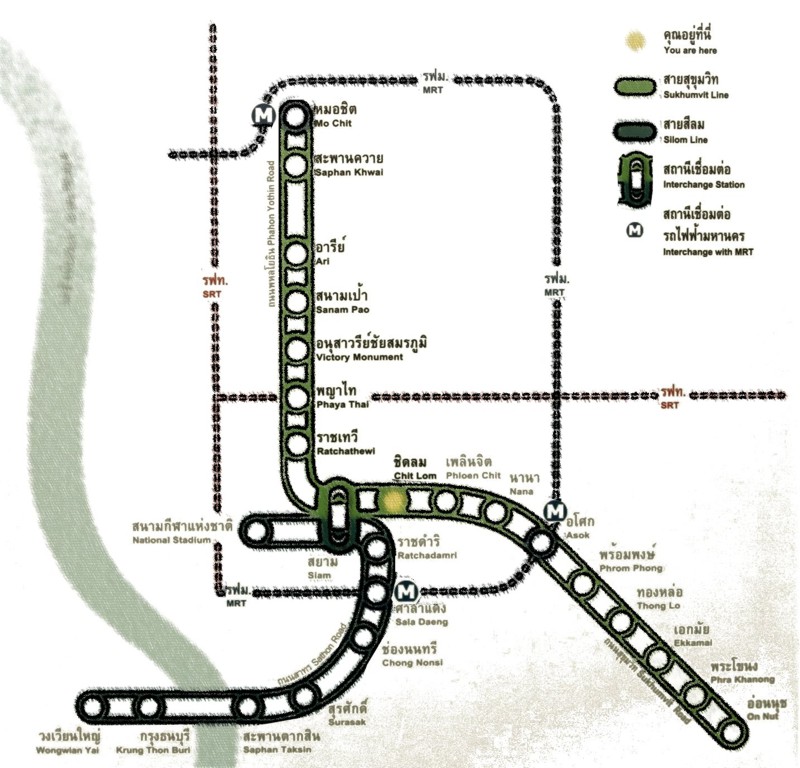 คุณอยู่ที่นี่
You are here
สายสุขุมวิท
Sukhumvit Line
สายสีลม
Silom Line
สถานีเชื่อมต่อ
Interchange Station
สถานีเชื่อมต่อ
M รถไฟฟ้ามหานคร
Interchange with MRT
รฟม.
MRT
M
หมอชิต
Mo Chit
สะพานควาย
Saphan Khwai
ถนนพหลโยธิน Phahon Yothin Road
อารีย์
Ari
รฟท.
SRT
รฟม.
MRT
สนามเป้า
Sanam Pao
อนุสาวรีย์ชัยสมรภูมิ
Victory Monument
พญาไท
Phaya Thai
รฟท.
SRT
ราชเทวี
Ratchathewi
ชิดลม
Chit Lom
เพลินจิต
Phloen Chit
นานา
Nana
M
อโศก
Asok
สนามกีฬาแห่งชาติ
National Stadium
สยาม
Siam
ราชดำริ
Ratchadamri
พร้อมพงษ์
Phrom Phong
รฟม.
MRT
M
ศาลาแดง
Sala Daeng
ทองหล่อ
Thong Lo
เอกมัย
Ekkamai
ช่องนนทรี
Chong Nonsi
ถนนสาทร Sathon Road
ถนนสุขุมวิท Sukhumvit Road
พระโขนง
Phra Khanong
อ่อนนุช
On Nut
สุรศักดิ์
Surasak
วงเวียนใหญ่
Wongwian Yai
กรุงธนบุรี
Krung Thon Buri
สะพานตากสิน
Saphan Taksin